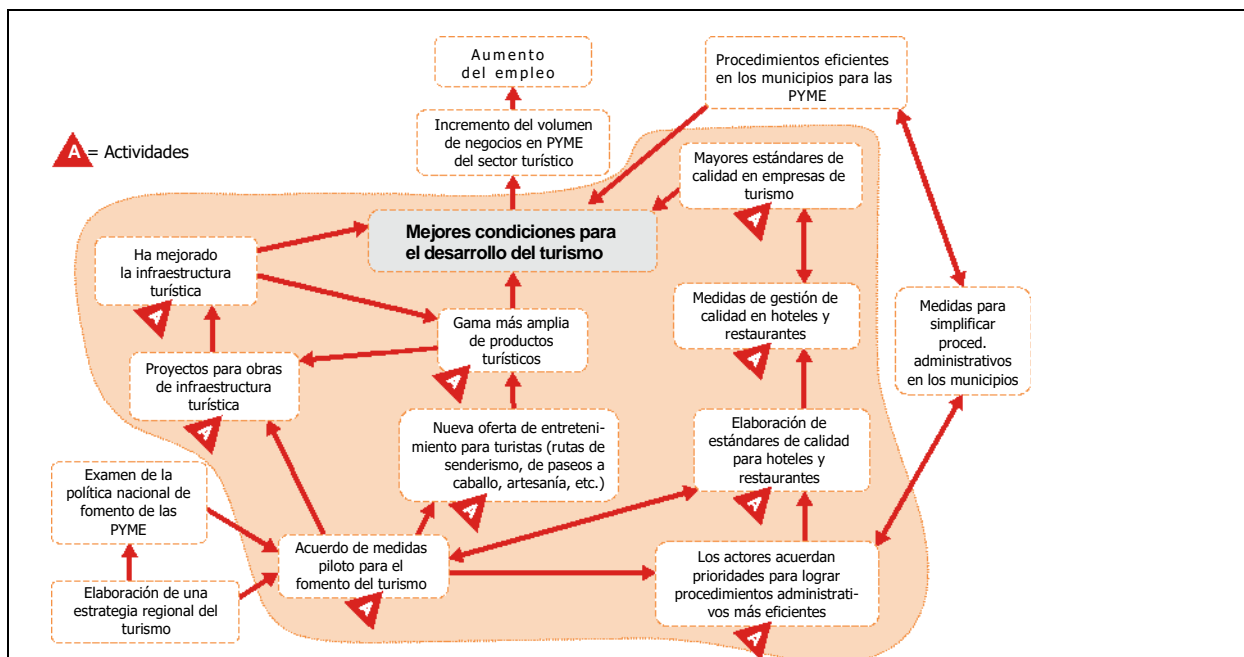 Aumento
del empleo
Procedimientos eficientes
en los municipios para las
PYME
Incremento del volumen
de negocios en PYME
del sector turístico
A = Actividades
Mayores estándares de
calidad en empresas de
turismo
A
Mejores condiciones para
el desarrollo del turismo
Ha mejorado
la infraestructura
turística
A
Medidas de gestión de
calidad en hoteles y
restaurantes
A
Medidas para
simplificar
proced.
administrativos
en los municipios
Gama más amplia
de productos
turísticos
A
Proyectos para obras
de infraestructura
turística
A
Nueva oferta de entreteni-
miento para turistas (rutas de
senderismo, de paseos a
caballo, artesanía, etc.)
A
Elaboración de
estándares de calidad
para hoteles y
restaurantes
A
Examen de la
política nacional de
fomento de las
PYME
Acuerdo de medidas
piloto para el
fomento del turismo
A
Los actores acuerdan
prioridades para lograr
procedimientos administrati-
vos más eficientes
A
Elaboración de una
estrategia regional del
turismo